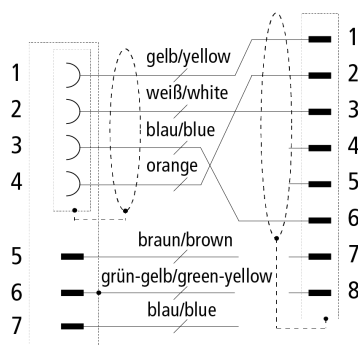 gelb/yellow
1
1
weiß/white
2
2
blau/blue
3
3
orange
4
4
5
6
braun/brown
5
7
grün-gelb/green-yellow
6
8
blau/blue
7